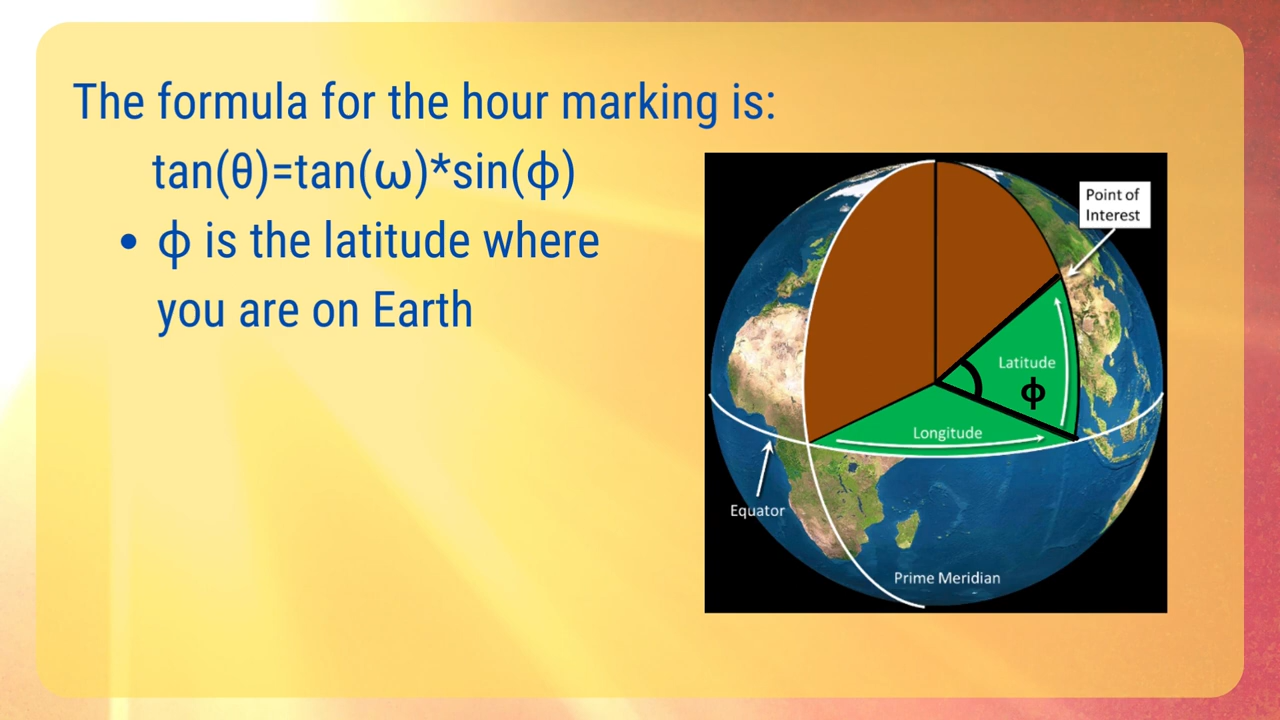 The formula for the hour marking is:
tan(θ)=tan(ω)*sin(ϕ)
• ϕ is the latitude where
you are on Earth
Point of
Interest
Latitude
ϕ
Longitude
Equator
Prime Meridian